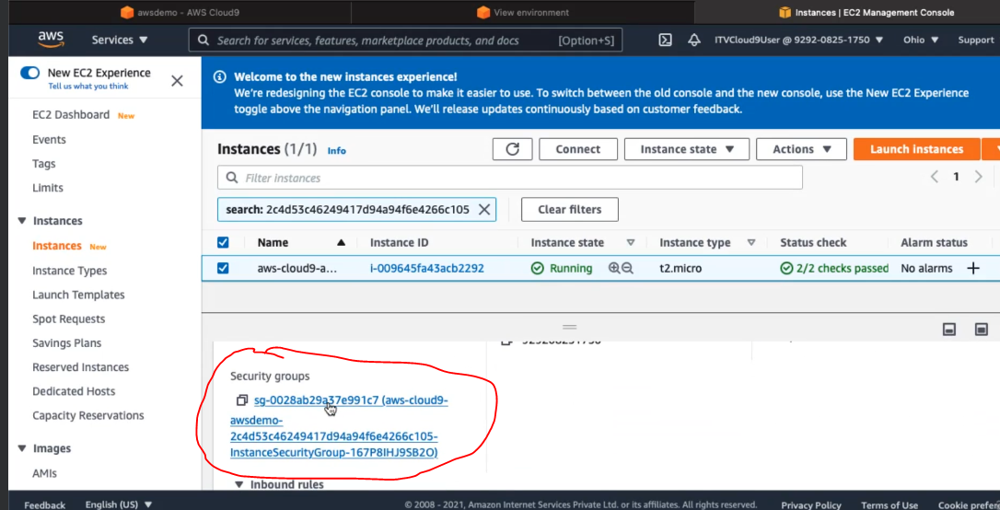 awsdemo - AWS Cloud9
View environment
Instances | EC2 Management Console
aws
Services
Search for services, features, marketplace products, and docs
[Option+S]
ITVCloud9User @ 9292-0825-1750
Ohio
Support
New EC2 Experience
Tell us what you think
EC2 Dashboard New
Events
Tags
Limits
Instances
Instances New
Instance Types
Launch Templates
Spot Requests
Savings Plans
Reserved Instances
Dedicated Hosts
Capacity Reservations
Images
AMIs
Welcome to the new instances experience!
We're redesigning the EC2 console to make it easier to use. To switch between the old console and the new console, use the New EC2 Experience
toggle above the navigation panel. We'll release updates continuously based on customer feedback.
Instances (1/1) Info
Connect
Instance state
Actions
Launch instances
Filter instances
1
search: 2c4d53c46249417d94a94f6e4266c105
Clear filters
Name
Instance ID
Instance state
Instance type
Status check
Alarm status
aws-cloud9-a...
i-009645fa43acb2292
Running
t2.micro
2/2 checks passed
No alarms
Security groups
sg-0028ab29a37e991c7 (aws-cloud9-
awsdemo-
2c4d53c46249417d94a94f6e4266c105-
InstanceSecurityGroup-167P8IHJ9SB2O)
Inbound rules
Feedback
English (US)
© 2008 - 2021, Amazon Internet Services Private Ltd. or its affiliates. All rights reserved.
Privacy Policy
Terms of Use
Cookie prefer